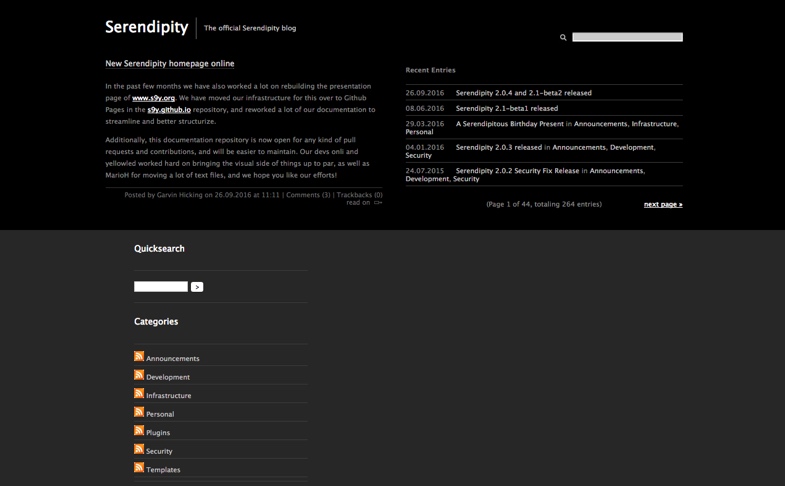 Serendipity
The official Serendipity blog
New Serendipity homepage online
In the past few months we have also worked a lot on rebuilding the presentation
page of www.s9y.org. We have moved our infrastructure for this over to Github
Pages in the s9y.github.io repository, and reworked a lot of our documentation to
streamline and better structurize.
Additionally, this documentation repository is now open for any kind of pull
requests and contributions, and will be easier to maintain. Our devs onli and
yellowled worked hard on bringing the visual side of things up to par, as well as
MarioH for moving a lot of text files, and we hope you like our efforts!
Posted by Garvin Hicking on 26.09.2016 at 11:11 | Comments (3) | Trackbacks (0)
read on
Recent Entries
26.09.2016 Serendipity 2.0.4 and 2.1-beta2 released
08.06.2016 Serendipity 2.1-beta1 released
29.03.2016 A Serendipitous Birthday Present in Announcements, Infrastructure,
Personal
04.01.2016 Serendipity 2.0.3 released in Announcements, Development,
Security
24.07.2015 Serendipity 2.0.2 Security Fix Release in Announcements,
Development, Security
(Page 1 of 44, totaling 264 entries) next page »
Quicksearch
>
Categories
Announcements
Development
Infrastructure
Personal
Plugins
Security
Templates